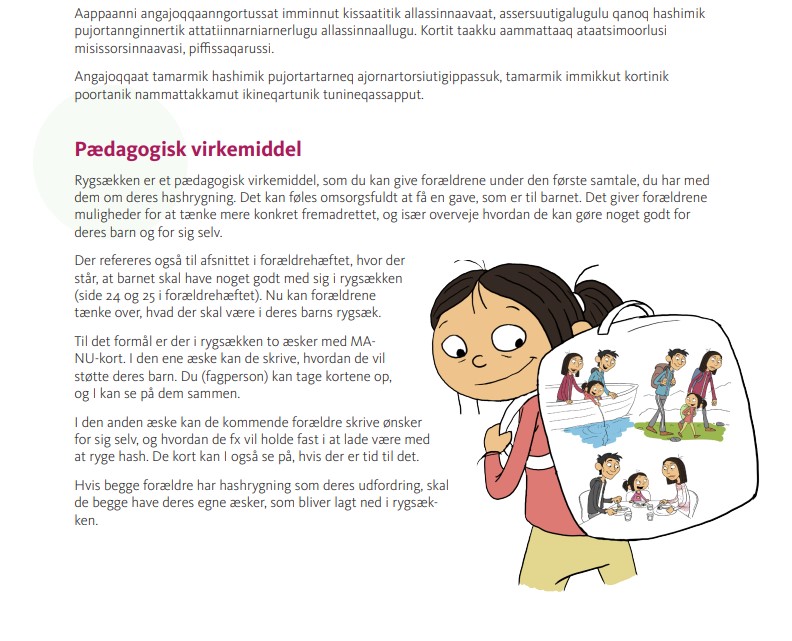 Aappaanni angajoqqaanngortussat imminnut kissaatitik allassinnaavaat, assersuutigalugulu qanoq hashimik
pujortannginnertik attatiinnarniarnerlugu allassinnaallugu. Kortit taakku aammattaaq ataatsimoorlusi
misissorsinnaavasi, piffissaqarussi.
Angajoqqaat tamarmik hashimik pujortartarneq ajornartorsiutigippassuk, tamarmik immikkut kortinik
poortanik nammattakkamut ikineqartunik tunineqassapput.
Pædagogisk virkemiddel
Rygsækken er et pædagogisk virkemiddel, som du kan give forældrene under den første samtale, du har med
dem om deres hashrygning. Det kan føles omsorgsfuldt at få en gave, som er til barnet. Det giver forældrene
muligheder for at tænke mere konkret fremadrettet, og især overveje hvordan de kan gøre noget godt for
deres barn og for sig selv.
Der refereres også til afsnittet i forældrehæftet, hvor der
står, at barnet skal have noget godt med sig i rygsækken
(side 24 og 25 i forældrehæftet). Nu kan forældrene
tænke over, hvad der skal være i deres barns rygsæk.
Til det formål er der i rygsækken to æsker med MA-
NU-kort. I den ene æske kan de skrive, hvordan de vil
støtte deres barn. Du (fagperson) kan tage kortene op,
og I kan se på dem sammen.
I den anden æske kan de kommende forældre skrive ønsker
for sig selv, og hvordan de fx vil holde fast i at lade være med
at ryge hash. De kort kan I også se på, hvis der er tid til det.
Hvis begge forældre har hashrygning som deres udfordring, skal
de begge have deres egne æsker, som bliver lagt ned i rygsæk-
ken.